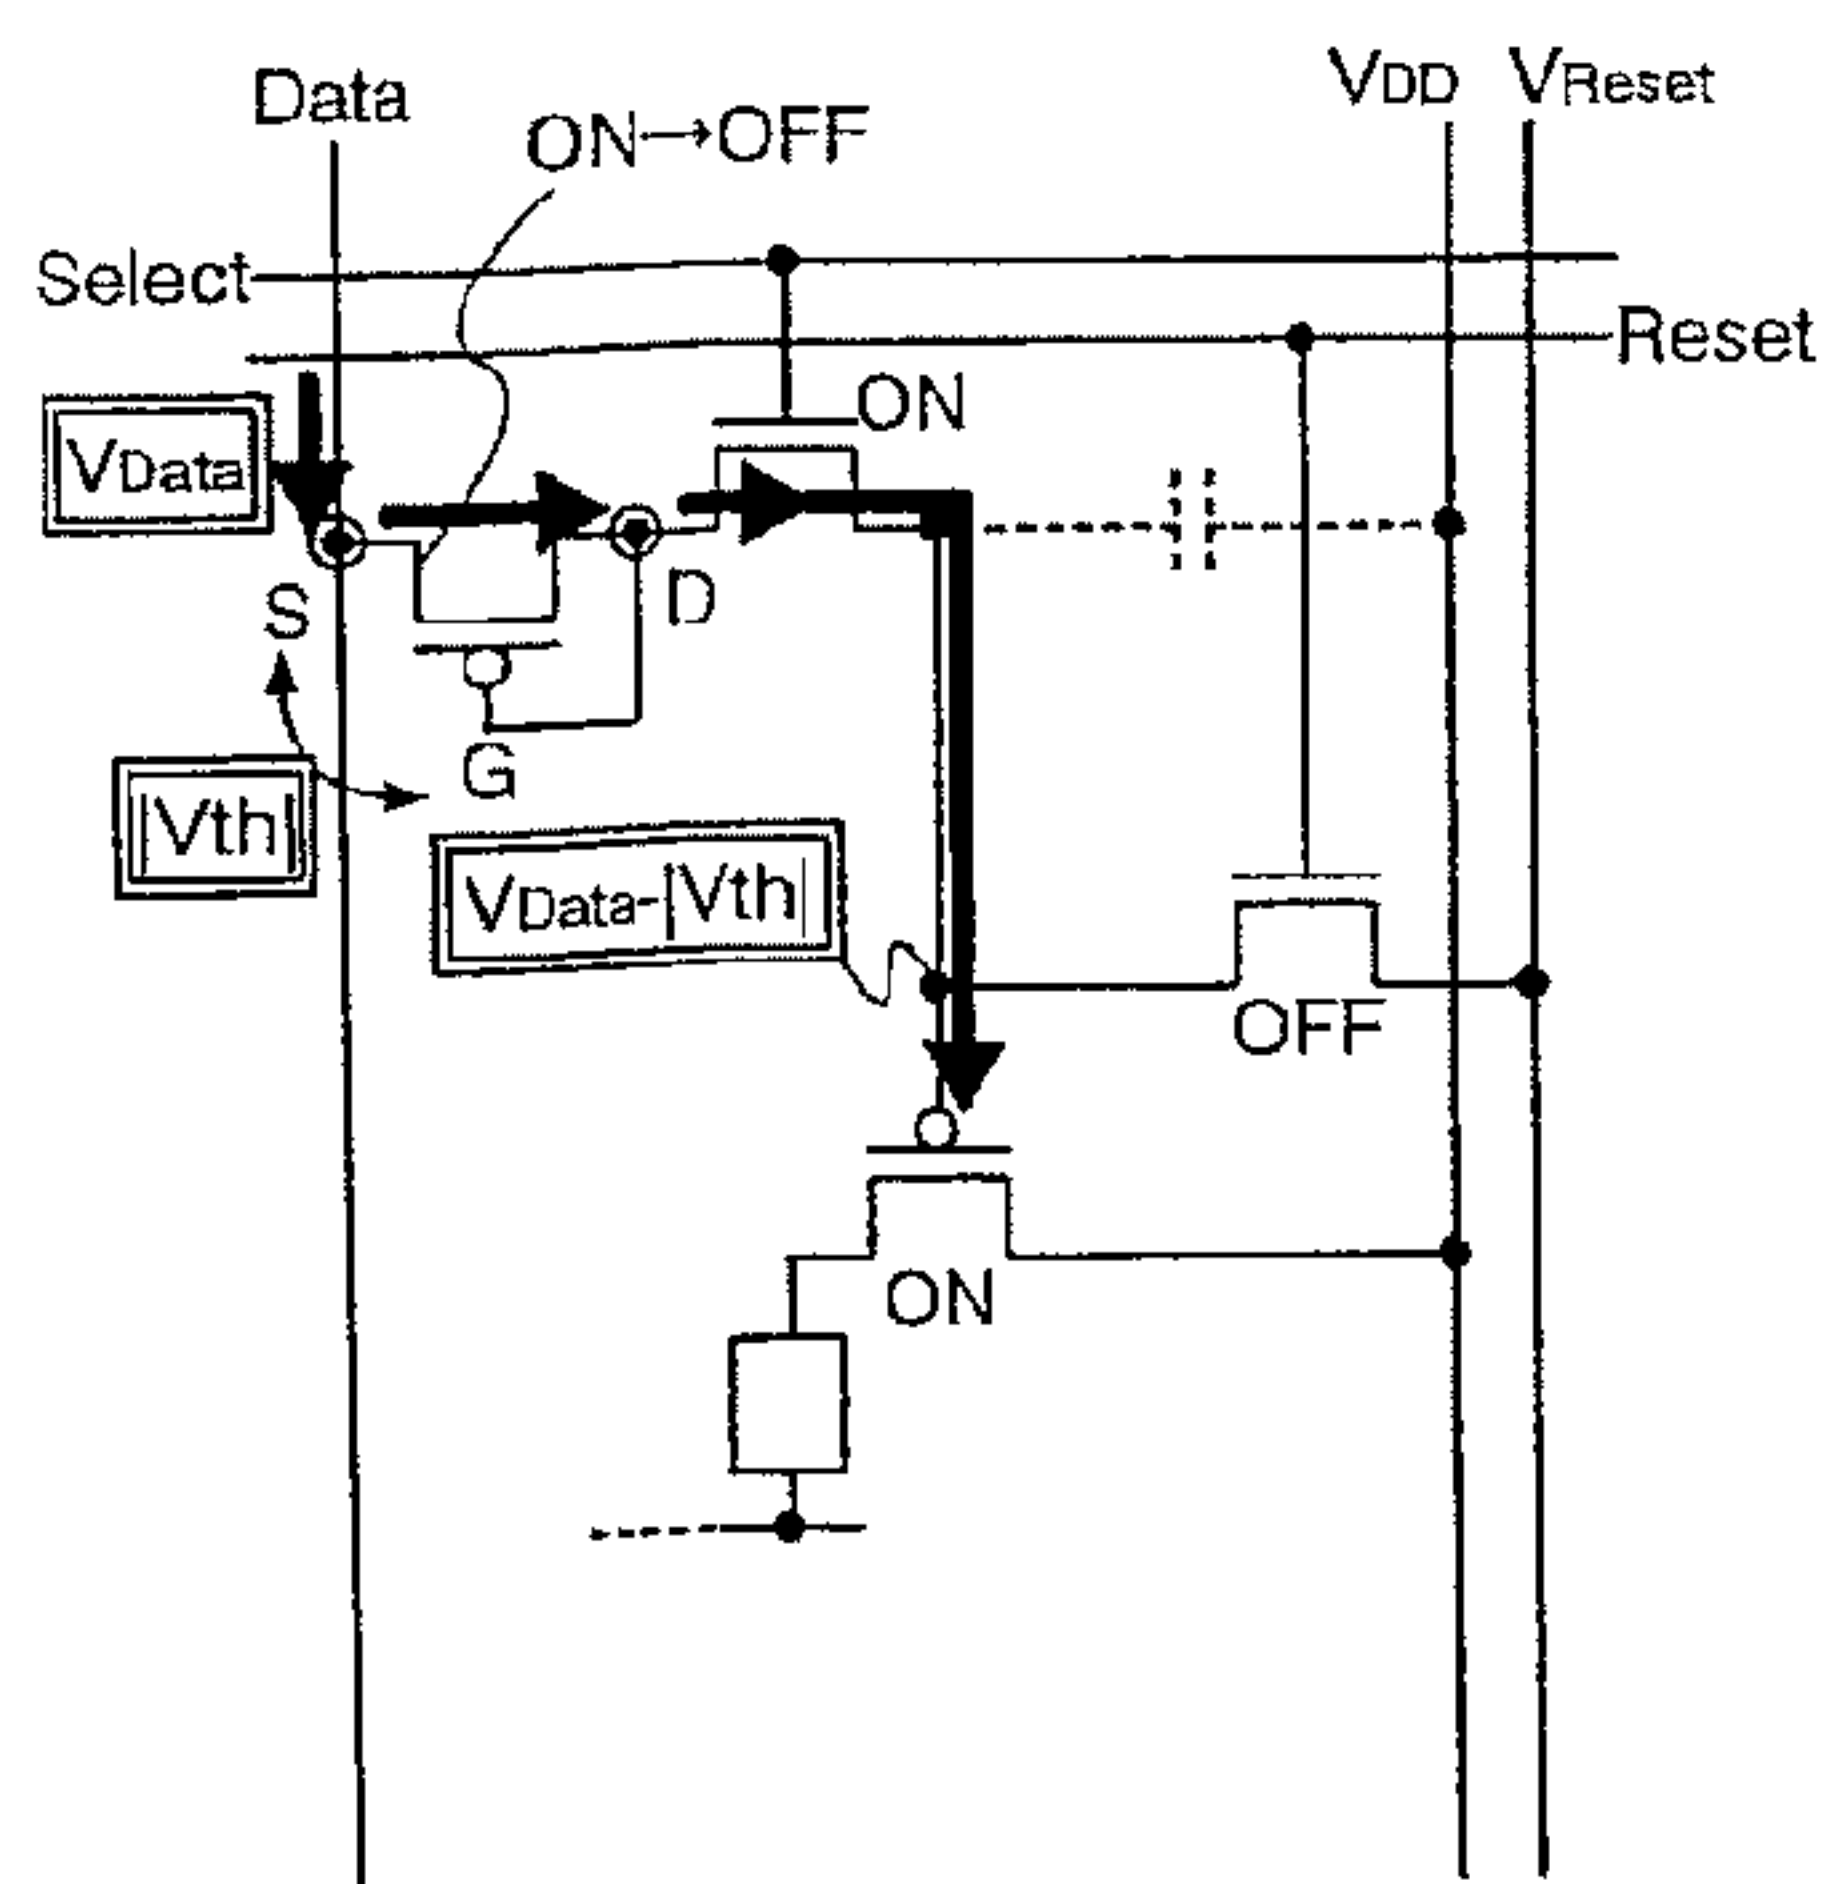 Data
VDD
VReset
ON→OFF
Select
Reset
ON
VData
S
D
G
|Vth|
VData-|Vth|
OFF
ON